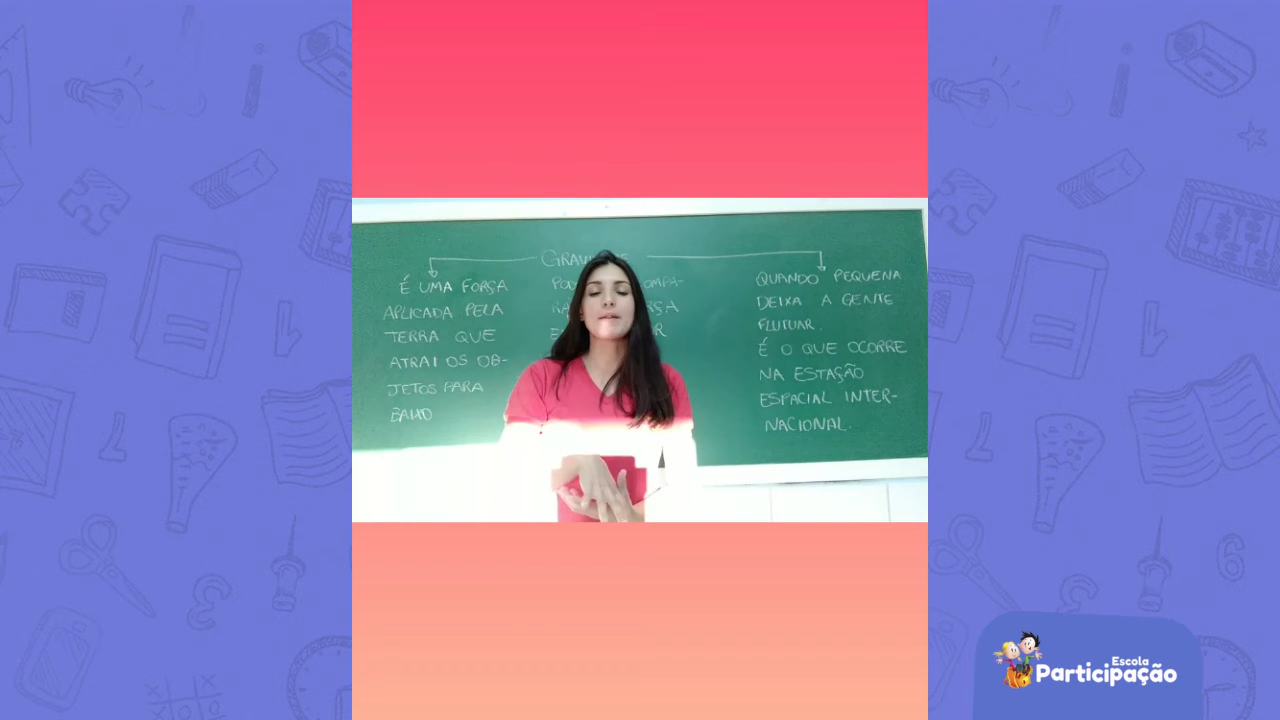 É UMA FORÇA
APLICADA PELA
TERRA QUE
ATRAI OS OB-
JETOS PARA
BAIXO
QUANDO PEQUENA
DEIXA A GENTE
FLUTUAR.
É O QUE OCORRE
NA ESTAÇÃO
ESPACIAL INTER-
NACIONAL.
Escola
Participação